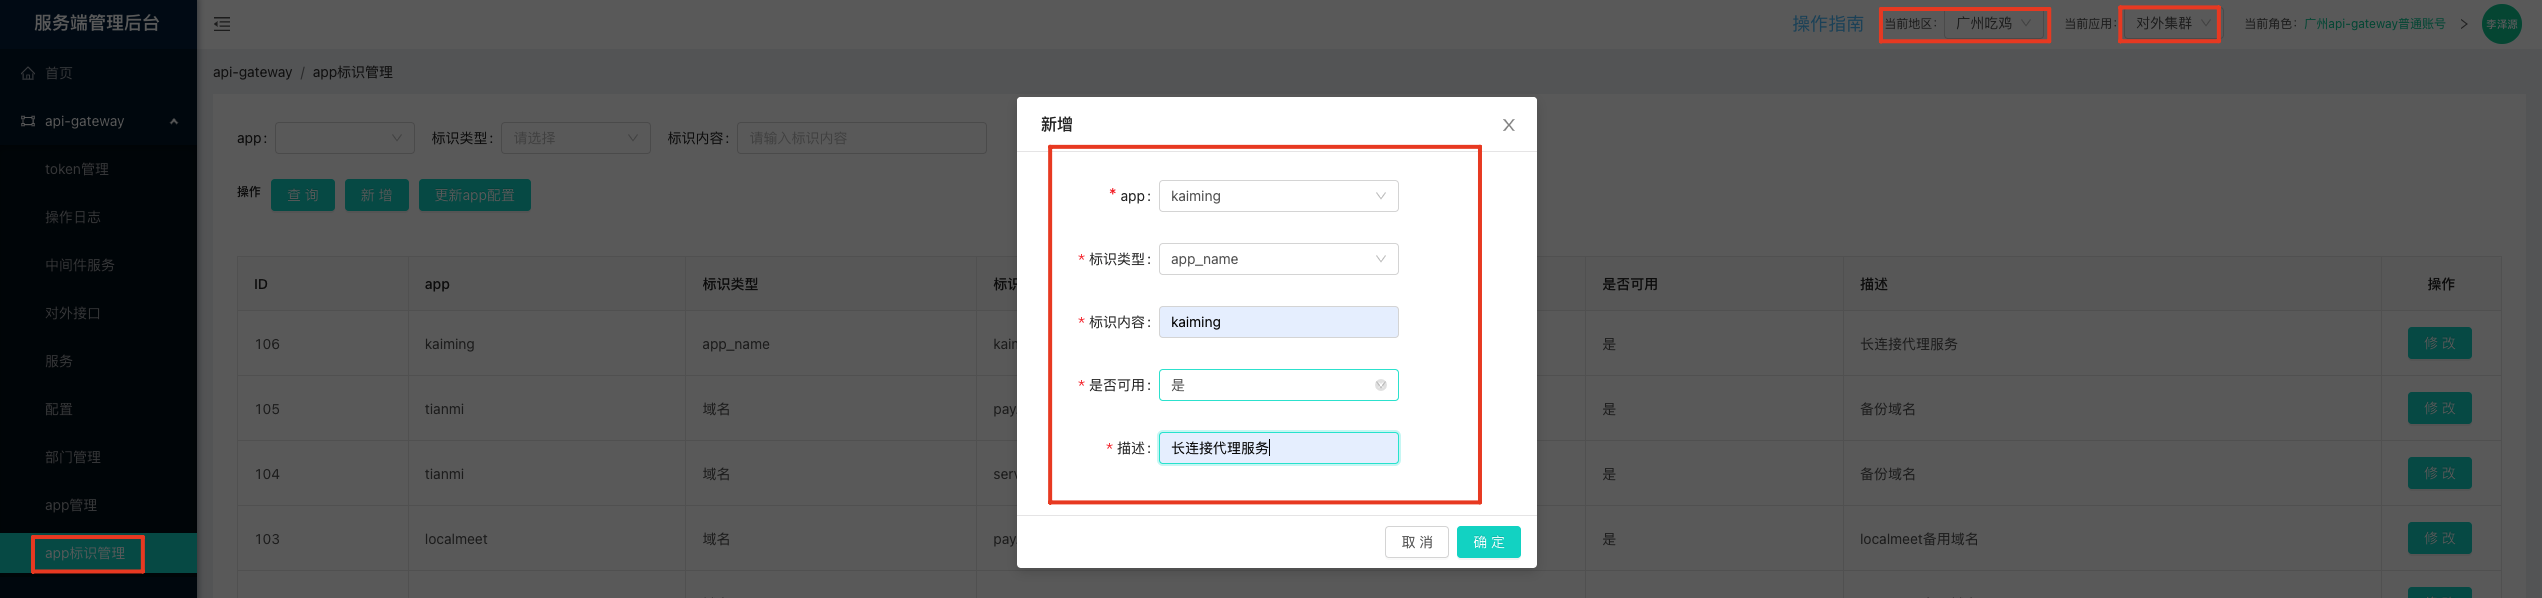 服务端管理后台
操作指南 当前地区: 广州吃鸡 当前应用: 对外集群 当前角色: 广州api-gateway普通账号 >
首页
api-gateway
token管理
操作日志
中间件服务
对外接口
服务
配置
部门管理
app管理
app标识管理
api-gateway / app标识管理
app: 标识类型: 请选择 标识内容: 请输入标识内容
操作 查 询 新 增 更新app配置
ID app 标识类型 标识 是否可用 描述 操作
106 kaiming app_name kain 是 长连接代理服务 修 改
105 tianmi 域名 pay 是 备份域名 修 改
104 tianmi 域名 serv 是 备份域名 修 改
103 localmeet 域名 pay 是 localmeet备用域名 修 改
新增
* app: kaiming
* 标识类型: app_name
* 标识内容: kaiming
* 是否可用: 是
* 描述: 长连接代理服务
取 消 确 定